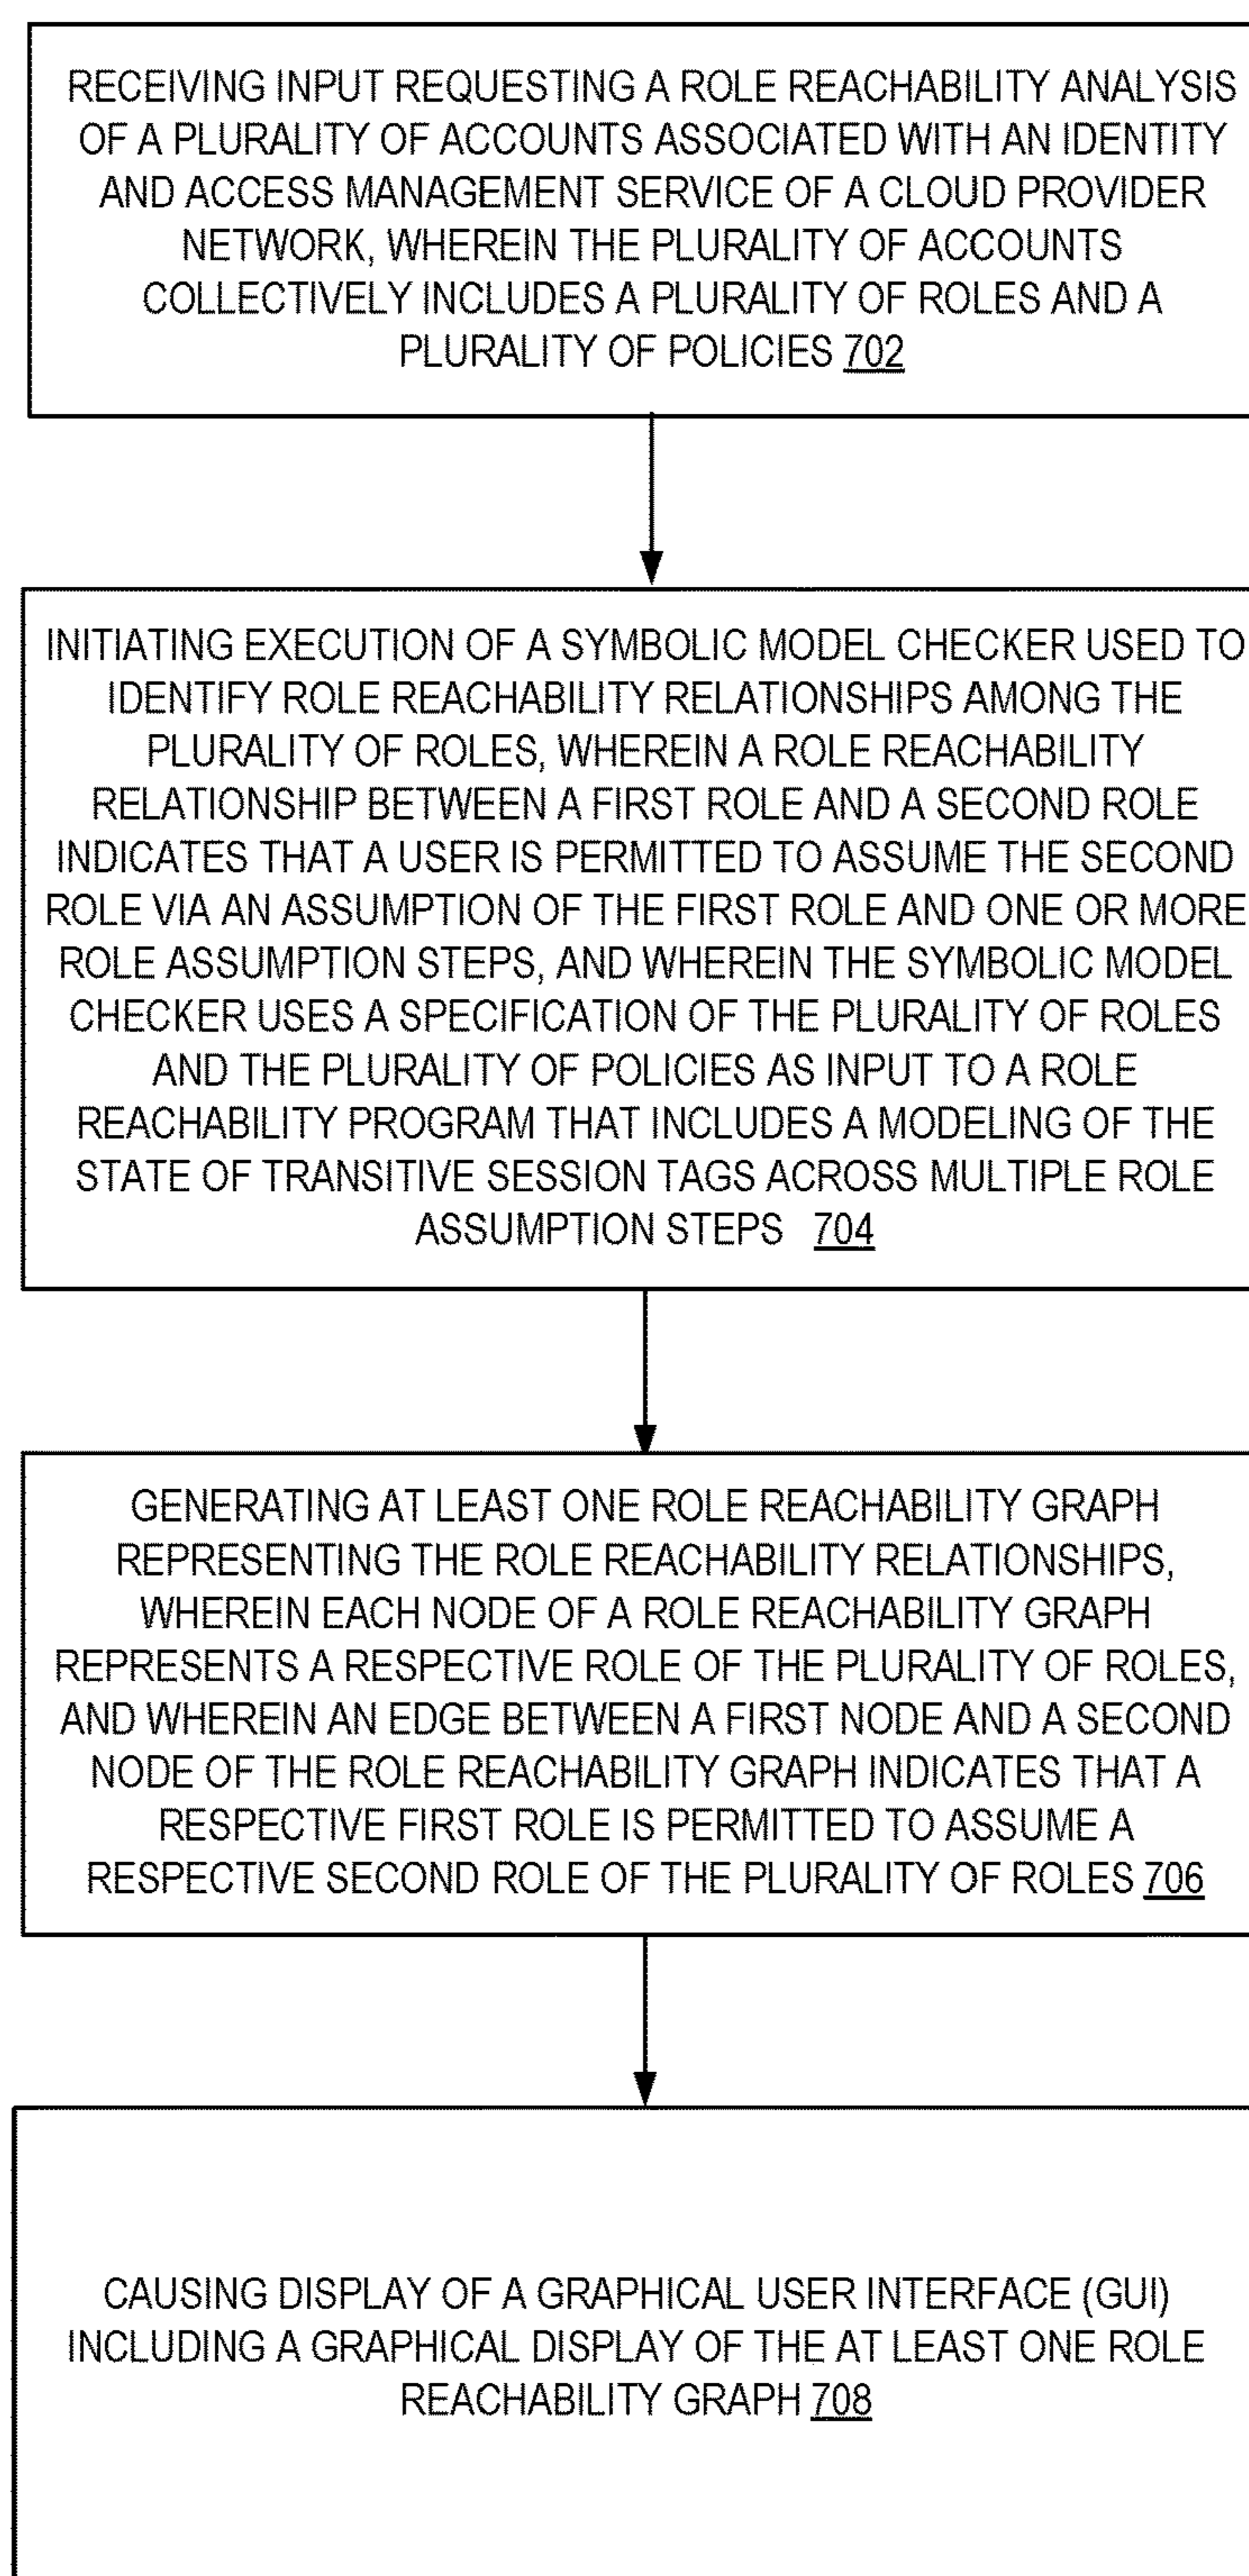 RECEIVING INPUT REQUESTING A ROLE REACHABILITY ANALYSIS
OF A PLURALITY OF ACCOUNTS ASSOCIATED WITH AN IDENTITY
AND ACCESS MANAGEMENT SERVICE OF A CLOUD PROVIDER
NETWORK, WHEREIN THE PLURALITY OF ACCOUNTS
COLLECTIVELY INCLUDES A PLURALITY OF ROLES AND A
PLURALITY OF POLICIES 702
INITIATING EXECUTION OF A SYMBOLIC MODEL CHECKER USED TO
IDENTIFY ROLE REACHABILITY RELATIONSHIPS AMONG THE
PLURALITY OF ROLES, WHEREIN A ROLE REACHABILITY
RELATIONSHIP BETWEEN A FIRST ROLE AND A SECOND ROLE
INDICATES THAT A USER IS PERMITTED TO ASSUME THE SECOND
ROLE VIA AN ASSUMPTION OF THE FIRST ROLE AND ONE OR MORE
ROLE ASSUMPTION STEPS, AND WHEREIN THE SYMBOLIC MODEL
CHECKER USES A SPECIFICATION OF THE PLURALITY OF ROLES
AND THE PLURALITY OF POLICIES AS INPUT TO A ROLE
REACHABILITY PROGRAM THAT INCLUDES A MODELING OF THE
STATE OF TRANSITIVE SESSION TAGS ACROSS MULTIPLE ROLE
ASSUMPTION STEPS 704
GENERATING AT LEAST ONE ROLE REACHABILITY GRAPH
REPRESENTING THE ROLE REACHABILITY RELATIONSHIPS,
WHEREIN EACH NODE OF A ROLE REACHABILITY GRAPH
REPRESENTS A RESPECTIVE ROLE OF THE PLURALITY OF ROLES,
AND WHEREIN AN EDGE BETWEEN A FIRST NODE AND A SECOND
NODE OF THE ROLE REACHABILITY GRAPH INDICATES THAT A
RESPECTIVE FIRST ROLE IS PERMITTED TO ASSUME A
RESPECTIVE SECOND ROLE OF THE PLURALITY OF ROLES 706
CAUSING DISPLAY OF A GRAPHICAL USER INTERFACE (GUI)
INCLUDING A GRAPHICAL DISPLAY OF THE AT LEAST ONE ROLE
REACHABILITY GRAPH 708